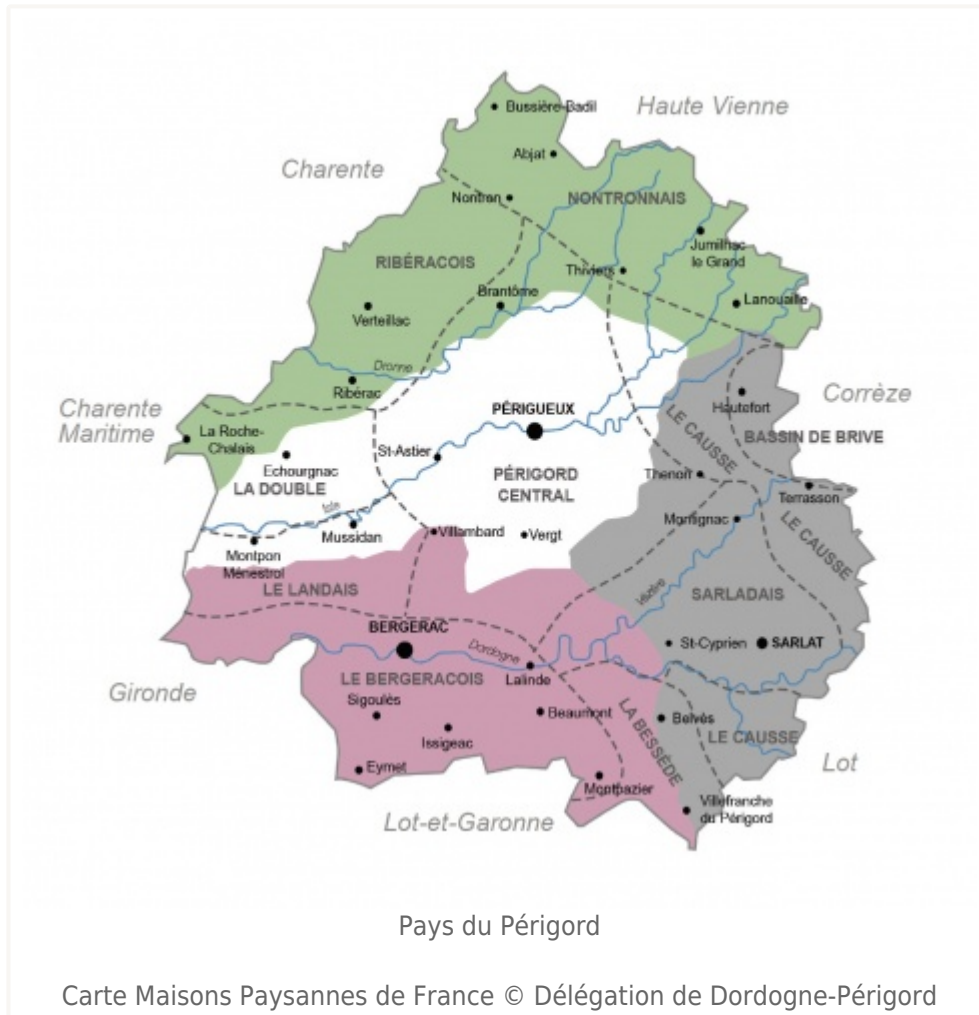 Bussière-Badil
Haute Vienne
Abjat
Charente
Nontron
NONTRONNAIS
Jumilhac
le Grand
RIBÉRACOIS
Thiviers
Brantôme
Lanouaille
Verteillac
Dronne
Ribérac
Hautefort
Corrèze
Charente
Maritime
PÉRIGUEUX
LE CAUSSE
La Roche-
Chalais
BASSIN DE BRIVE
St-Astier
Echourgnac
LA DOUBLE
PÉRIGORD
CENTRAL
Thenon
Terrasson
Isle
Montignac
LE CAUSSE
Mussidan
Villambard
Vergt
Montpon
Ménestrol
LE LANDAIS
Vézère
SARLADAIS
BERGERAC
St-Cyprien
SARLAT
Dordogne
Lalinde
LE BERGERACOIS
Gironde
Sigoulès
Beaumont
LA BESSÈDE
Belvès
LE CAUSSE
Issigeac
Eymet
Lot
Montpazier
Villefranche
du Périgord
Lot-et-Garonne
Pays du Périgord
Carte Maisons Paysannes de France © Délégation de Dordogne-Périgord